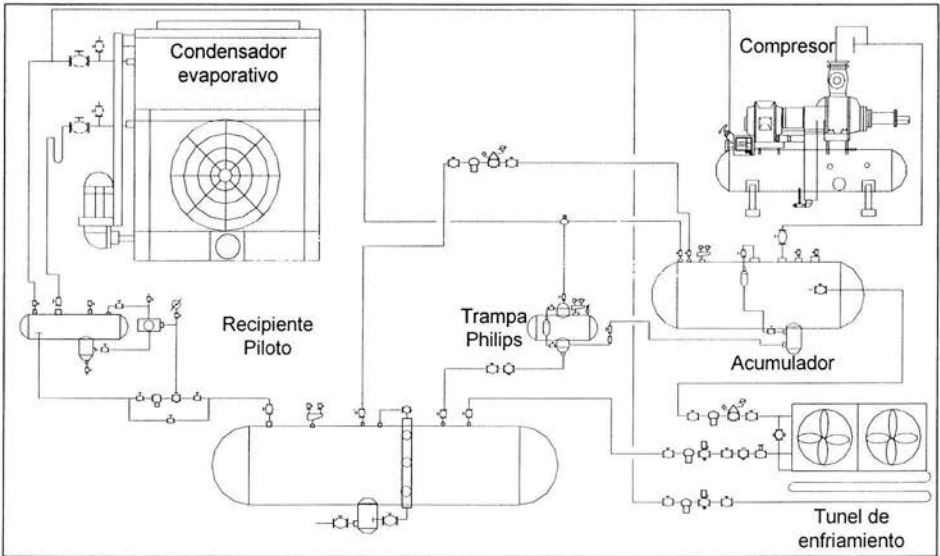 Condensador
evaporativo
Compresor
Recipiente
Piloto
Trampa
Philips
Acumulador
Tunel de
enfriamiento